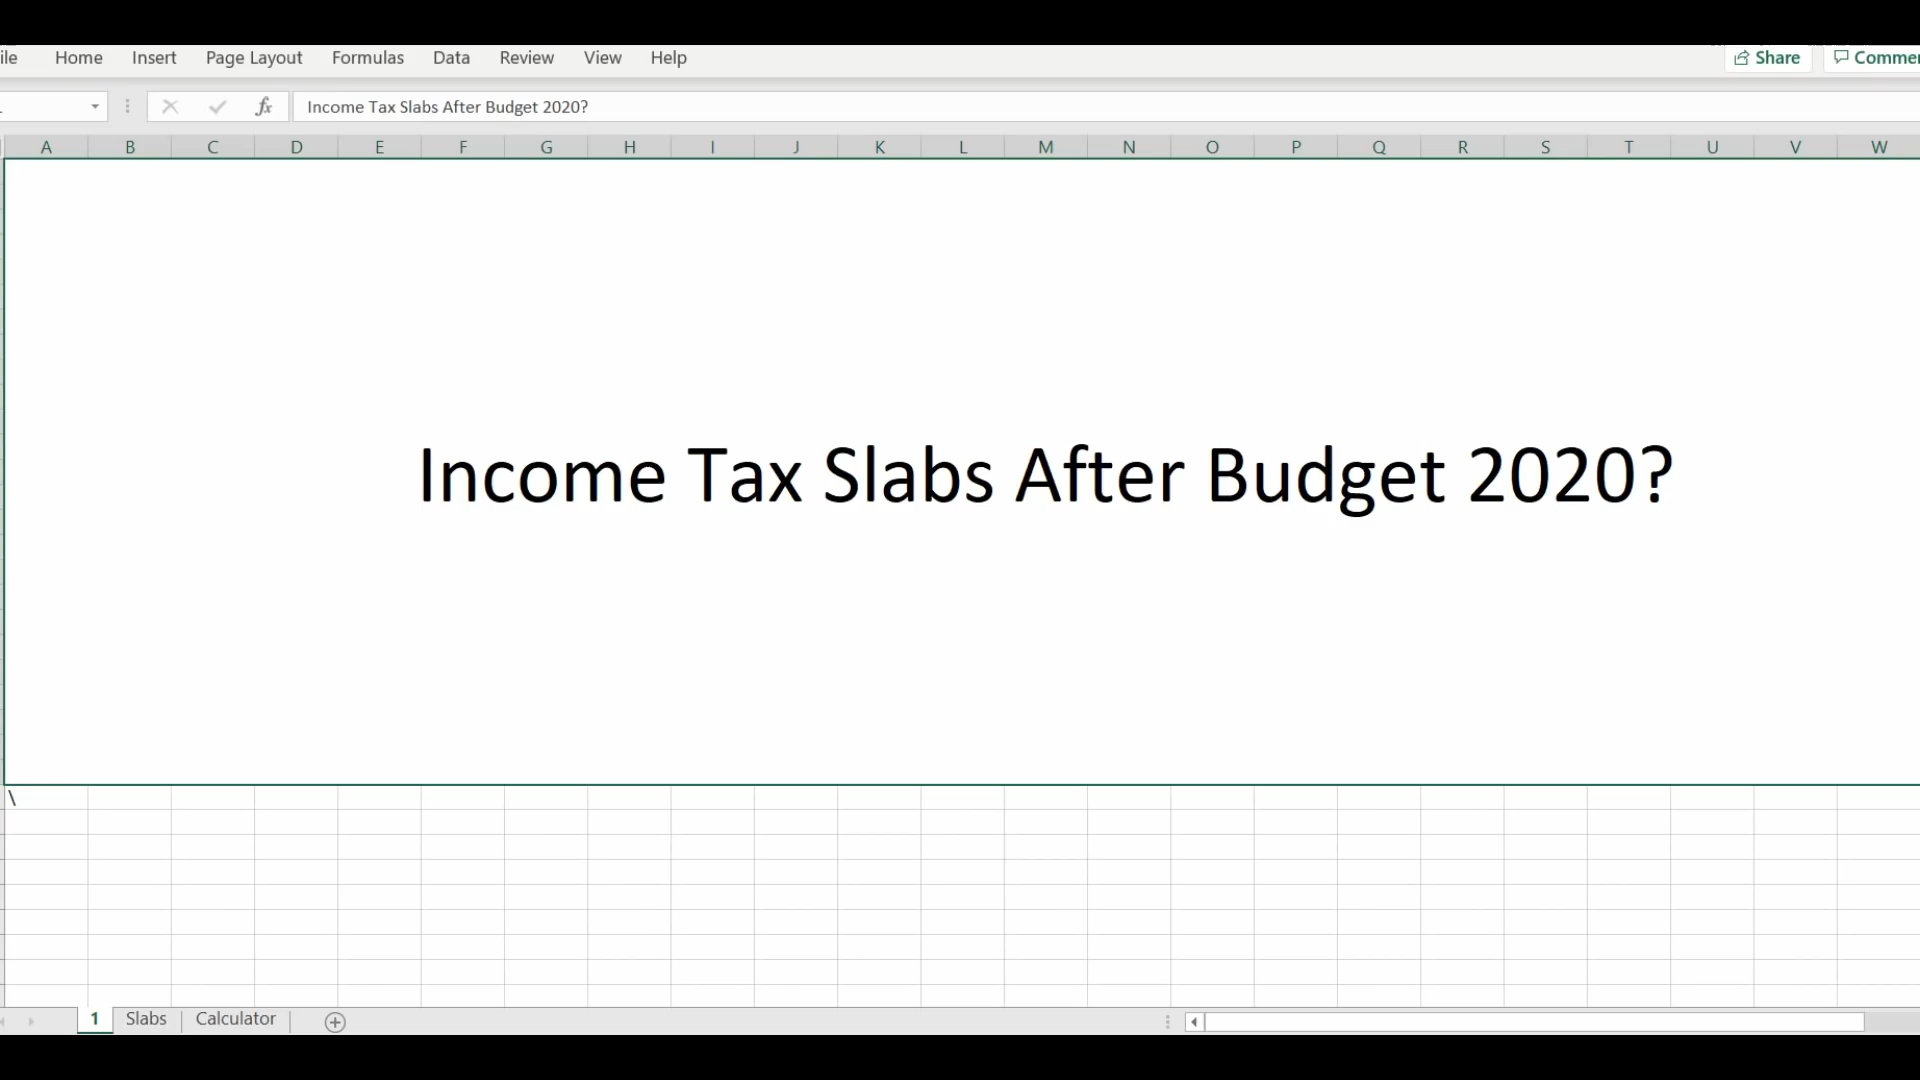 ile Home Insert Page Layout Formulas Data Review View Help Share Commen
fx Income Tax Slabs After Budget 2020?
A B C D E F G H I J K L M N O P Q R S T U V W
Income Tax Slabs After Budget 2020?
\
1 Slabs Calculator